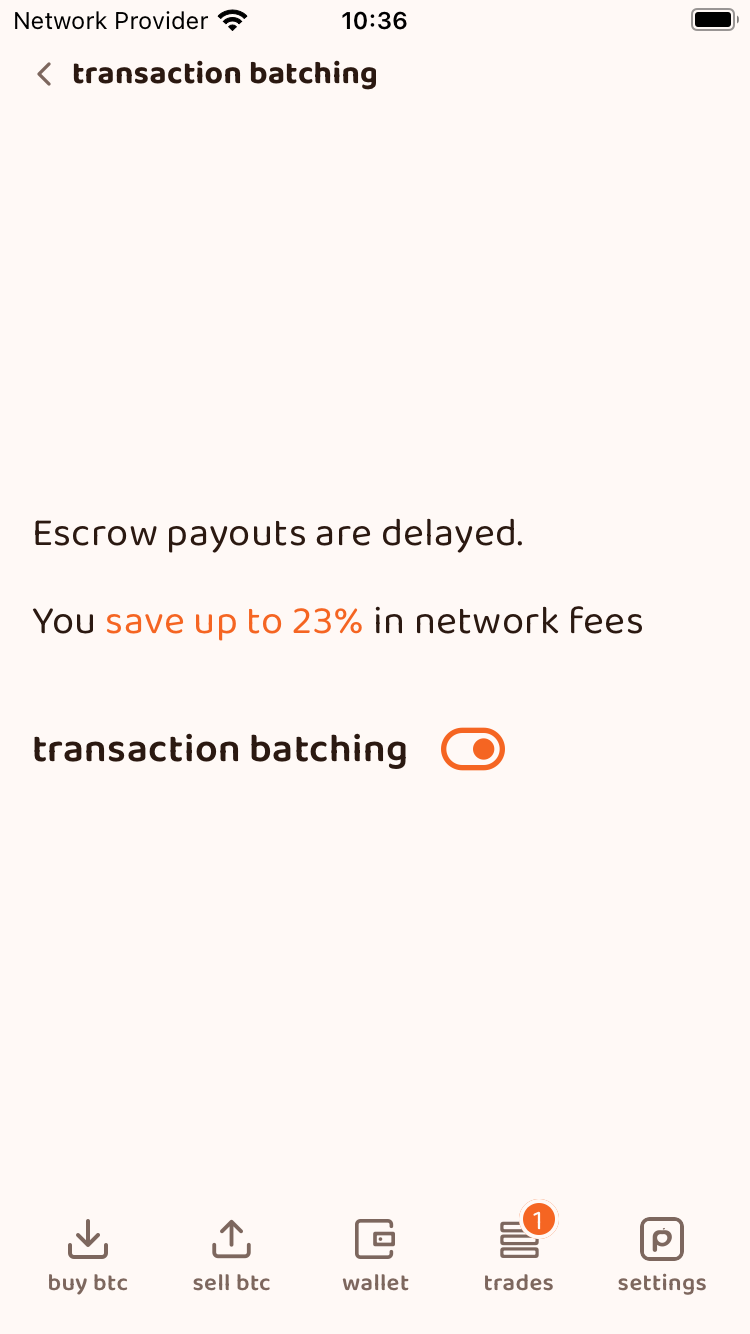 Network Provider 10:36
transaction batching
Escrow payouts are delayed.
You save up to 23% in network fees
transaction batching
1
buy btc sell btc wallet trades settings